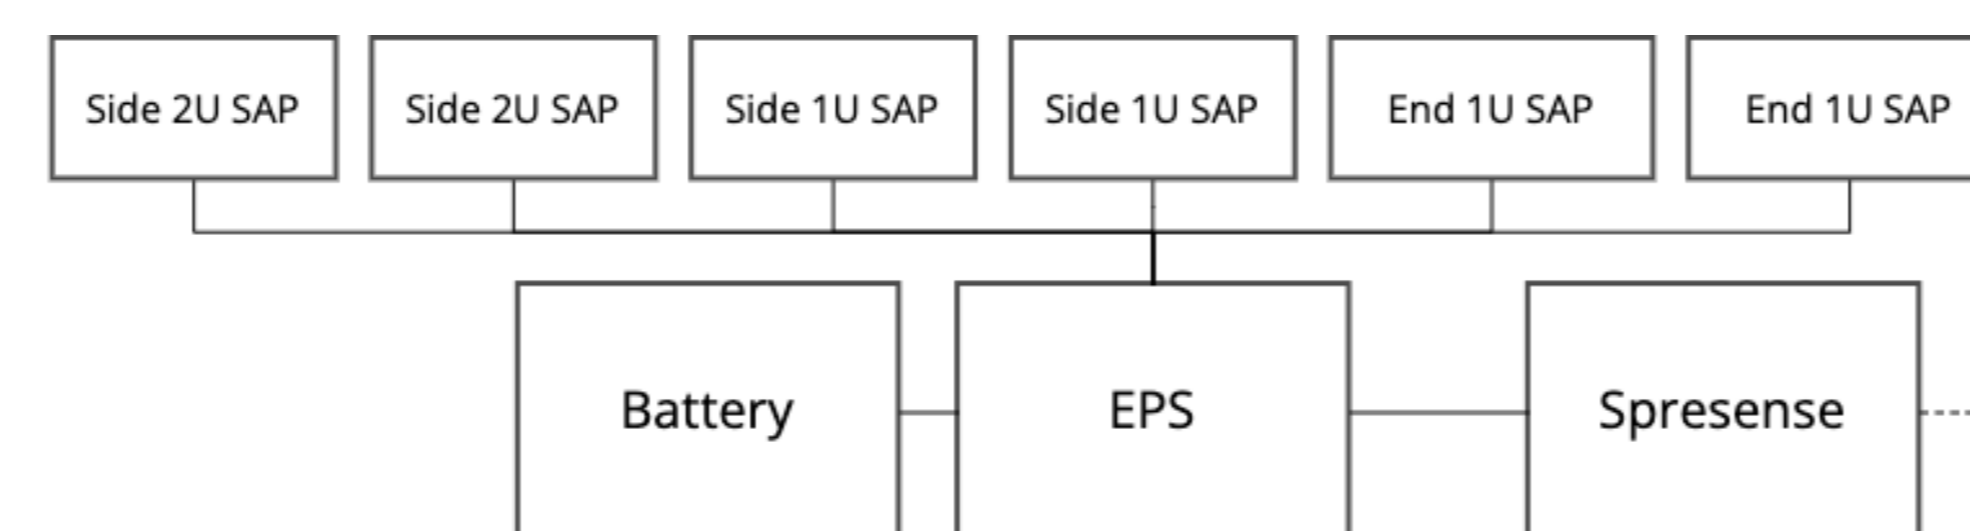 Side 2U SAP
Side 2U SAP
Side 1U SAP
Side 1U SAP
End 1U SAP
End 1U SAP
Battery
EPS
Spresense